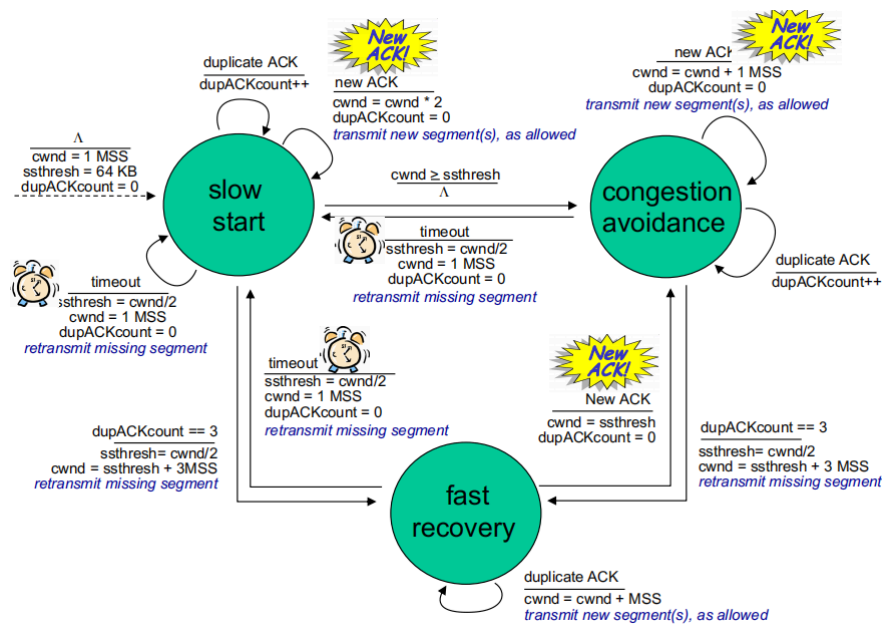 New
ACK!
duplicate ACK
dupACKcount++
new ACK
cwnd = cwnd * 2
dupACKcount = 0
transmit new segment(s), as allowed
New
ACK!
new ACK
cwnd = cwnd + 1 MSS
dupACKcount = 0
transmit new segment(s), as allowed
Λ
cwnd = 1 MSS
ssthresh = 64 KB
dupACKcount = 0
slow
start
cwnd ≥ ssthresh
Λ
congestion
avoidance
timeout
ssthresh = cwnd/2
cwnd = 1 MSS
dupACKcount = 0
retransmit missing segment
timeout
ssthresh = cwnd/2
cwnd = 1 MSS
dupACKcount = 0
retransmit missing segment
duplicate ACK
dupACKcount++
timeout
ssthresh = cwnd/2
cwnd = 1 MSS
dupACKcount = 0
retransmit missing segment
New
ACK!
New ACK
cwnd = ssthresh
dupACKcount = 0
dupACKcount == 3
ssthresh= cwnd/2
cwnd = ssthresh + 3MSS
retransmit missing segment
dupACKcount == 3
ssthresh= cwnd/2
cwnd = ssthresh + 3 MSS
retransmit missing segment
fast
recovery
duplicate ACK
cwnd = cwnd + MSS
transmit new segment(s), as allowed